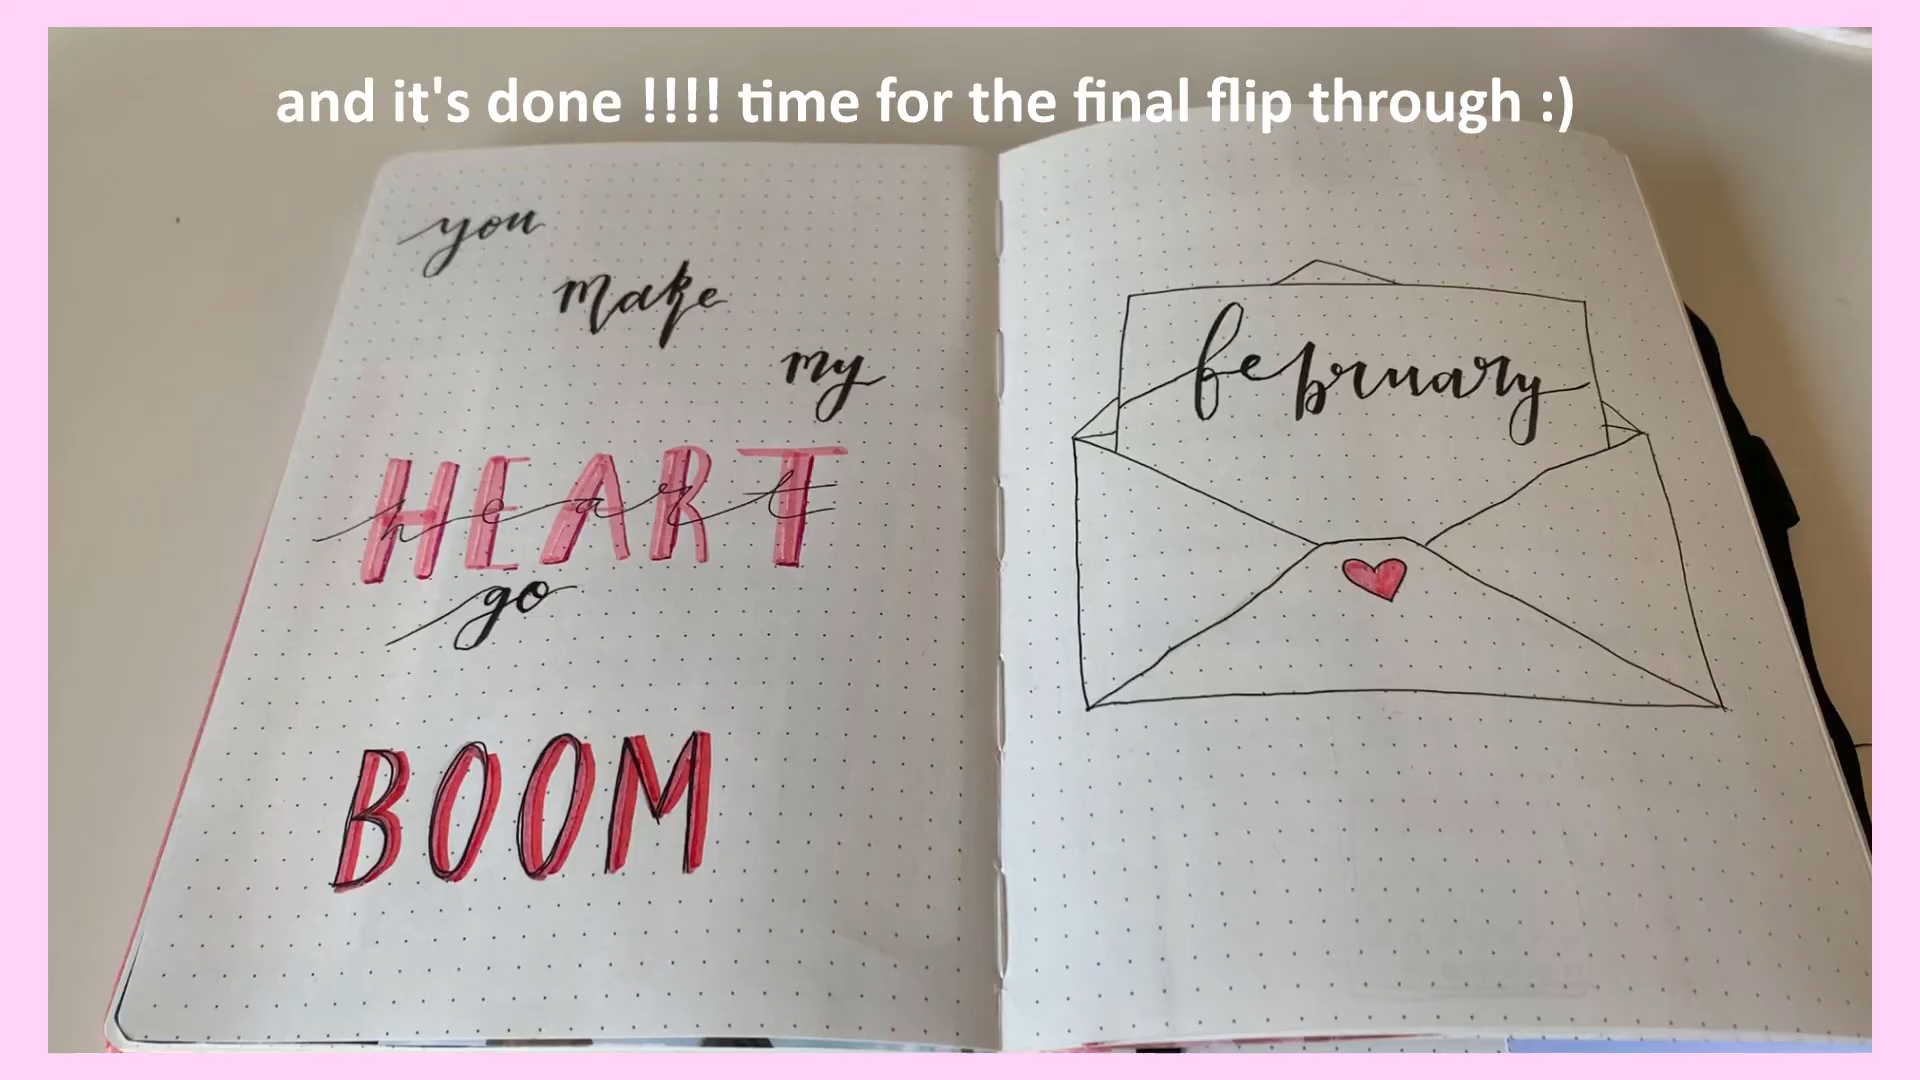 and it's done !!!! time for the final flip through :)
you
make
my
HEART
heart
go
BOOM
february